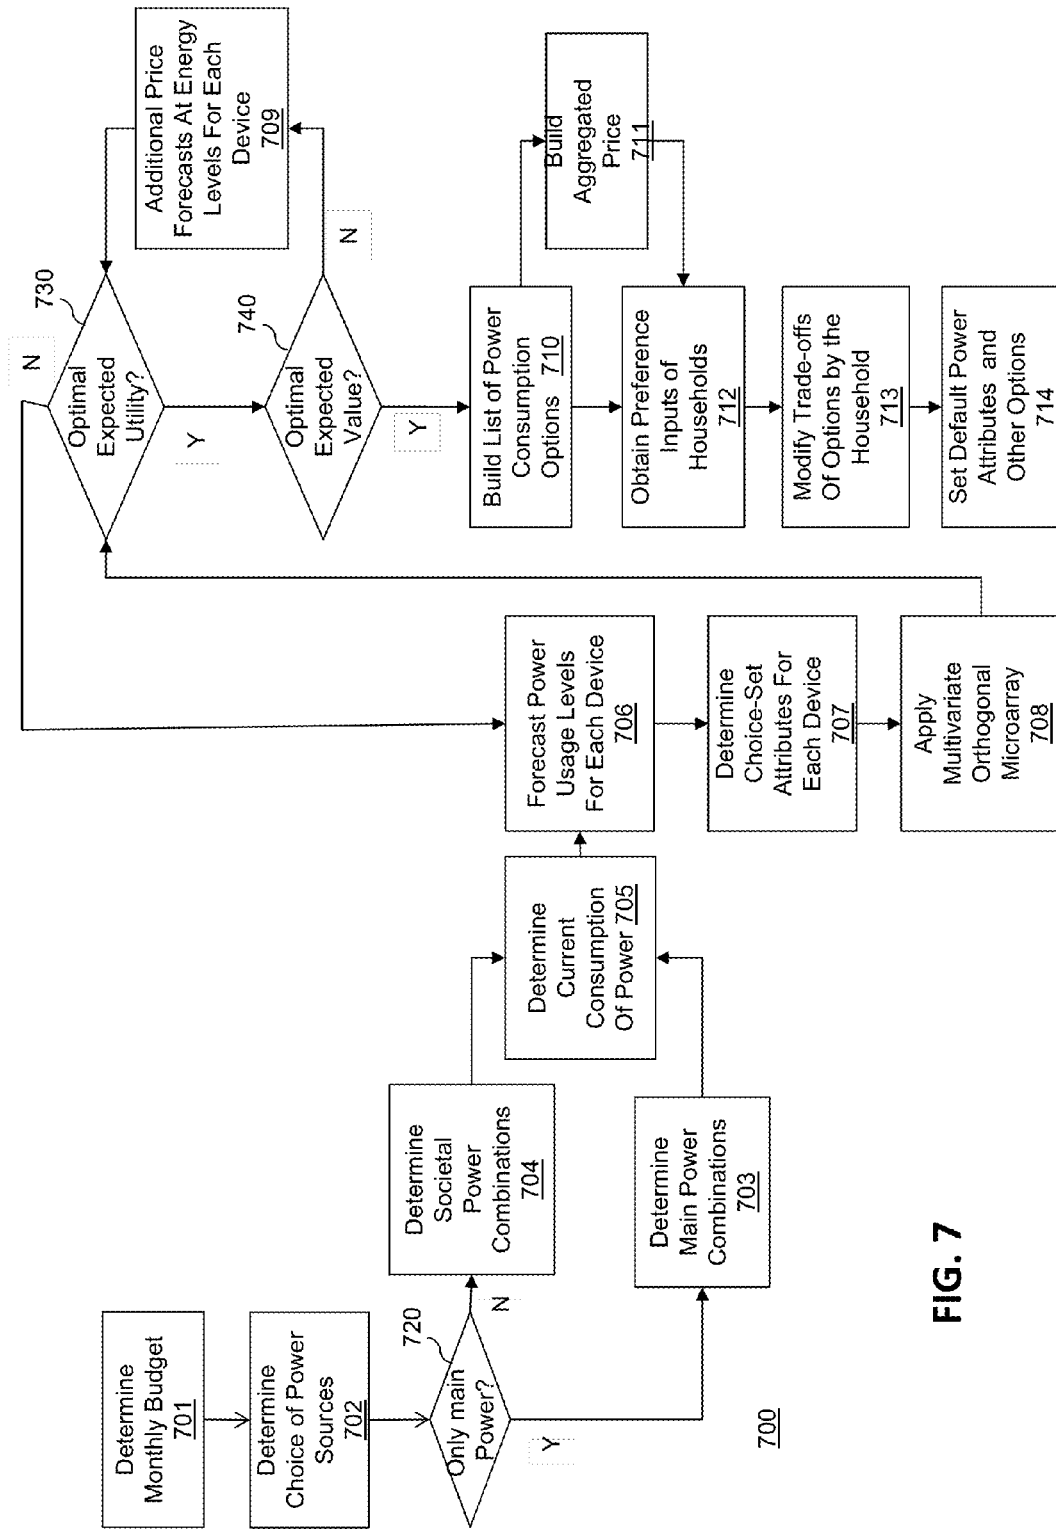 Determine
Monthly Budget
701
Determine
Choice of Power
Sources
702
Only main
Power?
720
N
Y
Determine
Societal
Power
Combinations
704
Determine
Main Power
Combinations
703
Determine
Current
Consumption
Of Power 705
Forecast Power
Usage Levels
For Each Device
706
Determine
Choice-Set
Attributes For
Each Device
707
Apply
Multivariate
Orthogonal
Microarray
708
Optimal
Expected
Utility?
730
N
Y
Optimal
Expected
Value?
740
N
Y
Additional Price
Forecasts At Energy
Levels For Each
Device
709
Build List of Power
Consumption
Options 710
Build
Aggregated
Price
711
Obtain Preference
Inputs of
Households
712
Modify Trade-offs
Of Options by the
Household
713
Set Default Power
Attributes and
Other Options
714
700
FIG. 7